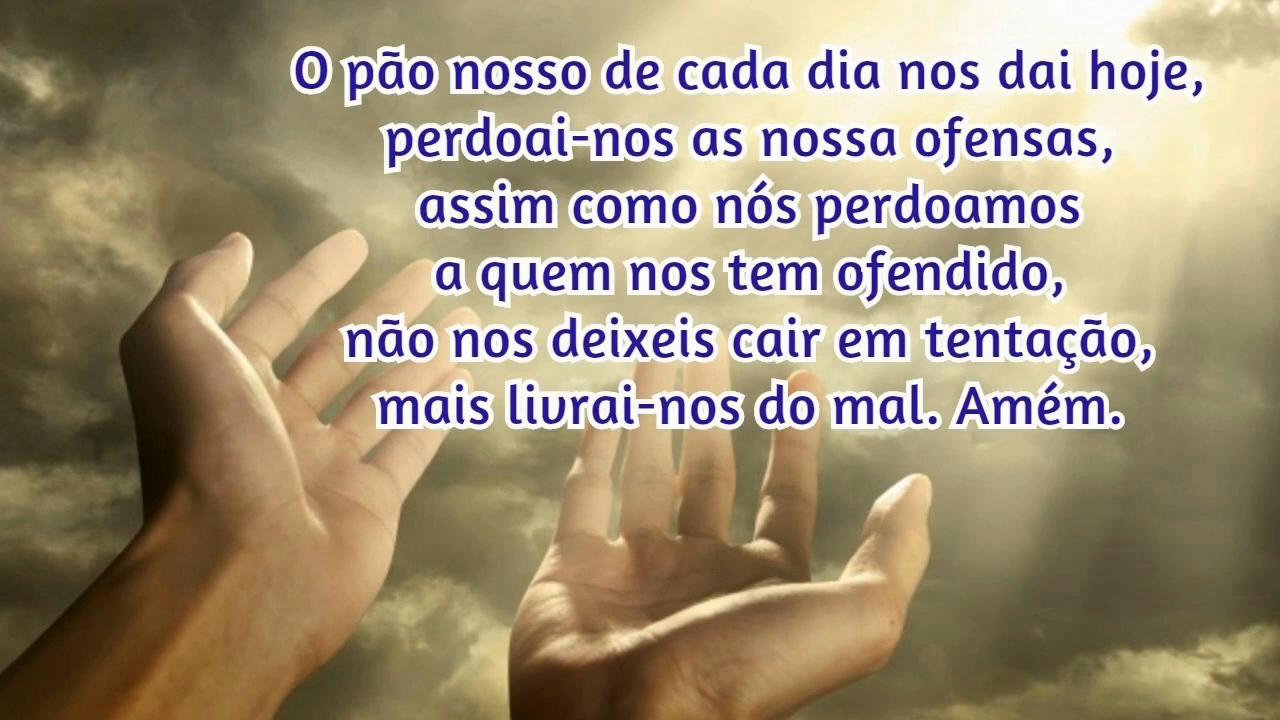 O pão nosso de cada dia nos dai hoje,
perdoai-nos as nossa ofensas,
assim como nós perdoamos
a quem nos tem ofendido,
não nos deixeis cair em tentação,
mais livrai-nos do mal. Amém.